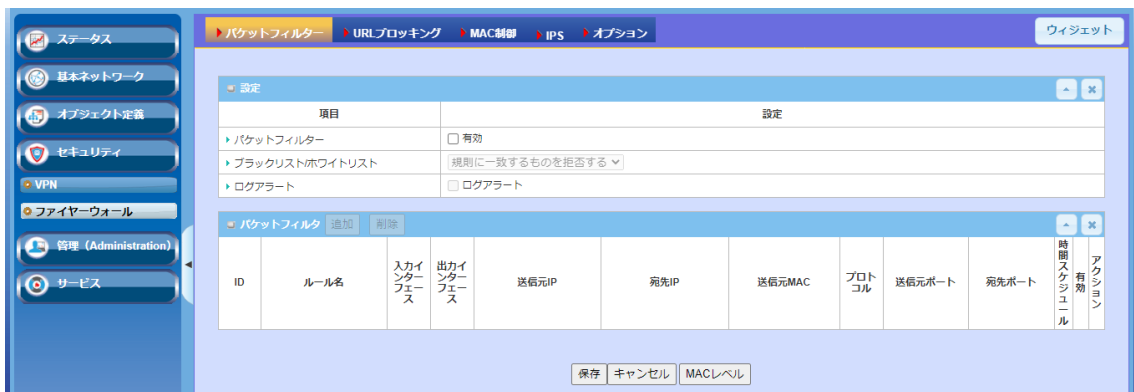 ステータス
基本ネットワーク
オブジェクト定義
セキュリティ
VPN
ファイヤーウォール
管理（Administration）
サービス
パケットフィルター
URLブロッキング
MAC制御
IPS
オプション
ウィジェット
設定
項目
設定
パケットフィルター
有効
ブラックリスト/ホワイトリスト
規則に一致するものを拒否する
ログアラート
ログアラート
パケットフィルタ
追加
削除
ID
ルール名
入力インターフェース
出力インターフェース
送信元IP
宛先IP
送信元MAC
プロトコル
送信元ポート
宛先ポート
時間スケジュール
有効
アクション
保存
キャンセル
MACレベル